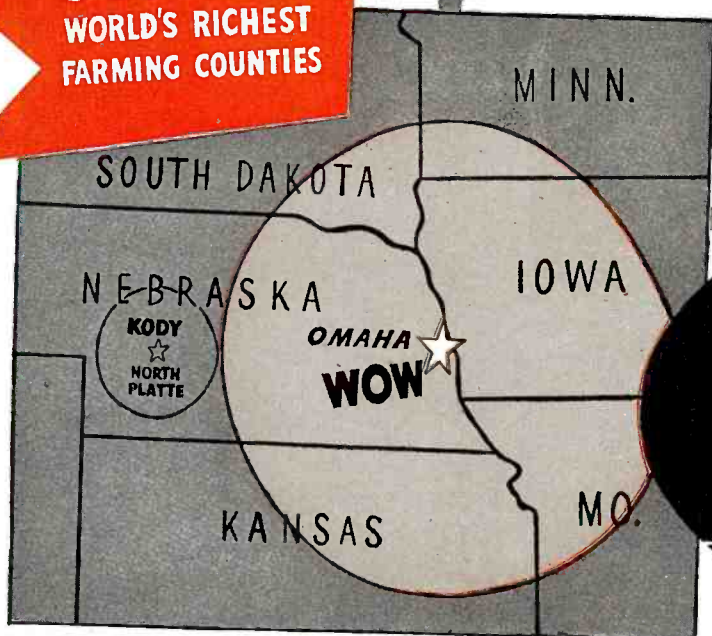 WORLD'S RICHEST
FARMING COUNTIES
MINN.
SOUTH DAKOTA
IOWA
NEBRASKA
KODY
NORTH
PLATTE
OMAHA
WOW
KANSAS
MO.